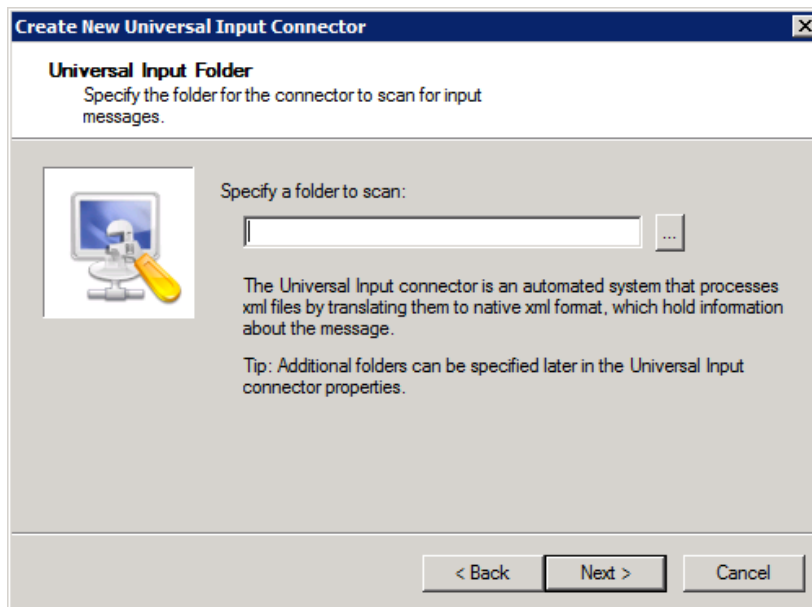 Create New Universal Input Connector
Universal Input Folder
Specify the folder for the connector to scan for input
messages.
Specify a folder to scan:
...
The Universal Input connector is an automated system that processes
xml files by translating them to native xml format, which hold information
about the message.
Tip: Additional folders can be specified later in the Universal Input
connector properties.
< Back
Next >
Cancel